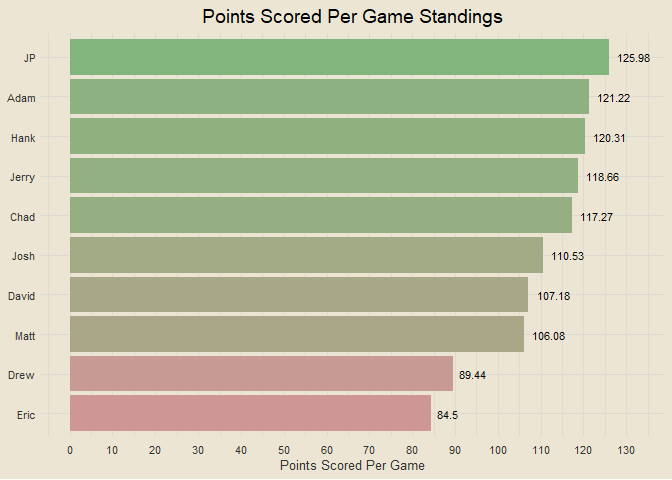 Points Scored Per Game Standings
JP 125.98
Adam 121.22
Hank 120.31
Jerry 118.66
Chad 117.27
Josh 110.53
David 107.18
Matt 106.08
Drew 89.44
Eric 84.5
0 10 20 30 40 50 60 70 80 90 100 110 120 130
Points Scored Per Game